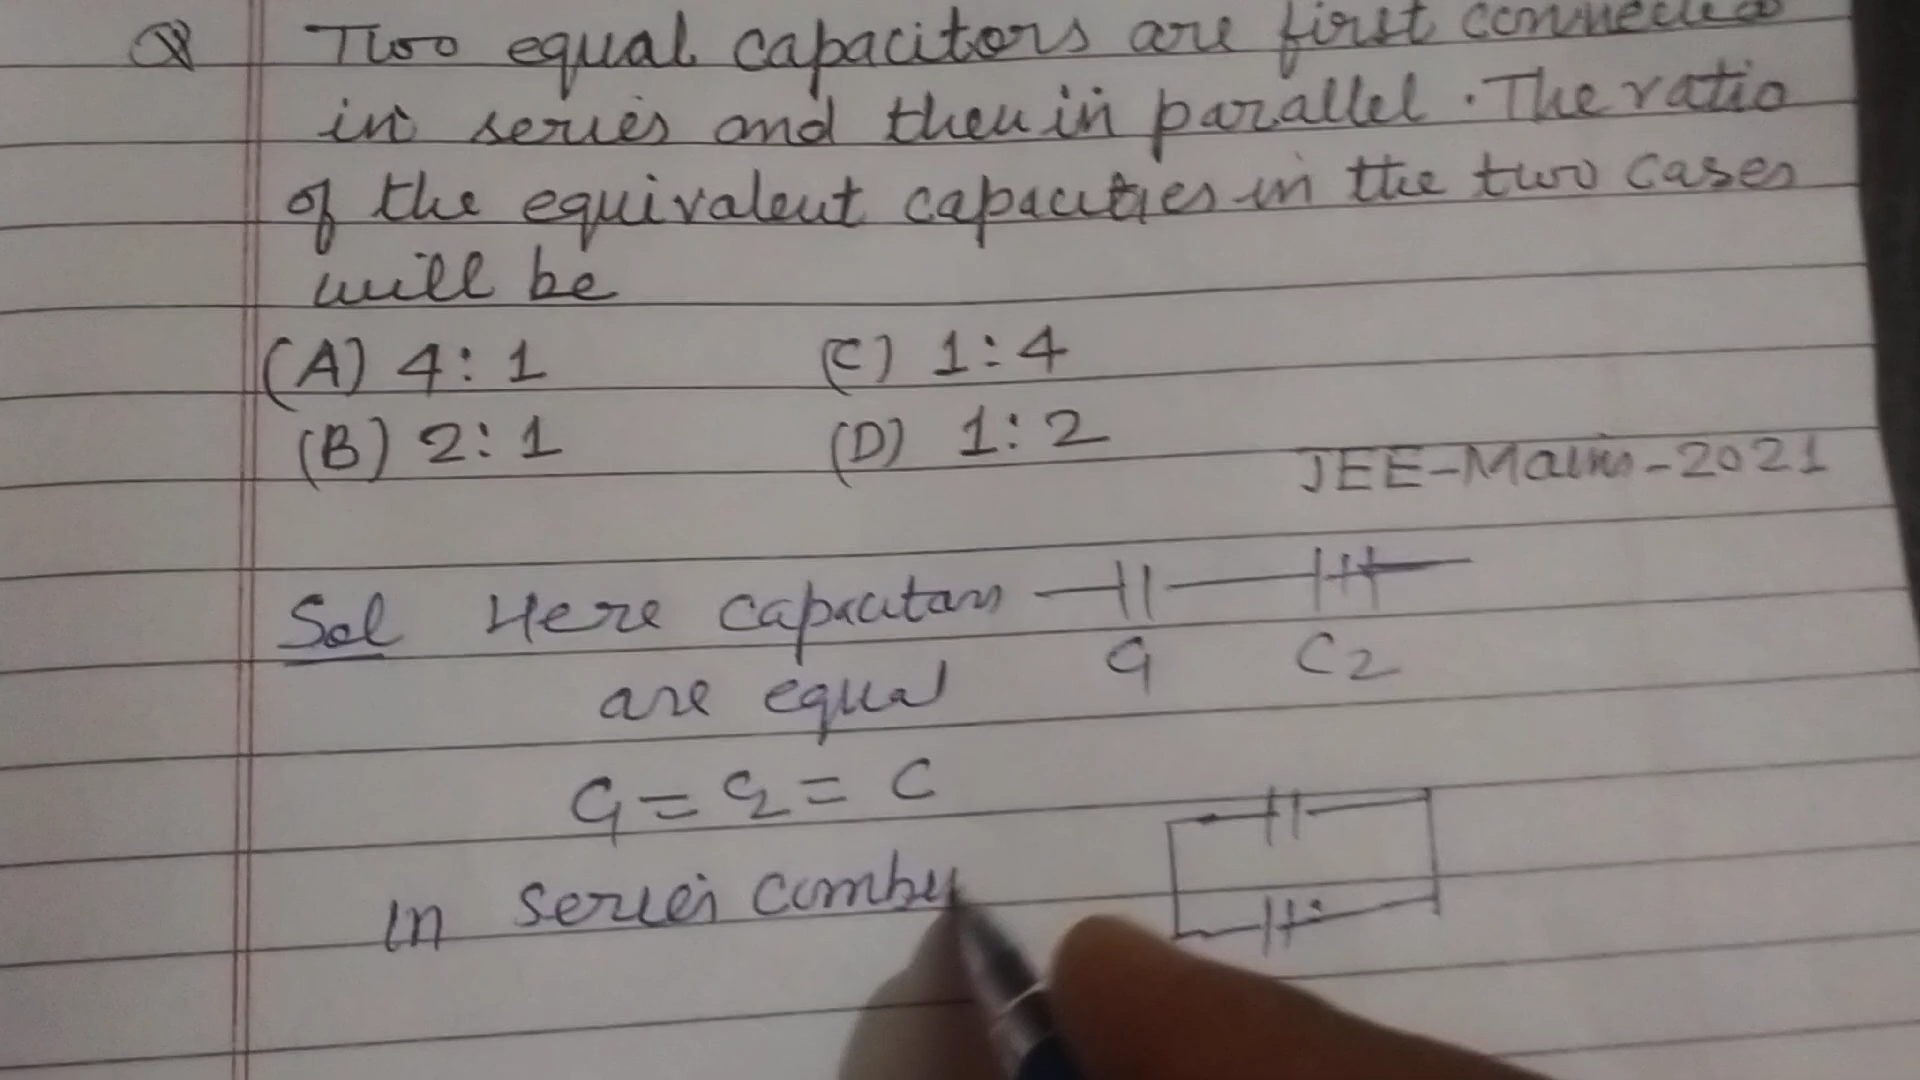 Q Two equal capacitors are first connected
in series and then in parallel. The ratio
of the equivalent capacities in the two cases
will be
(A) 4:1 (C) 1:4
(B) 2:1 (D) 1:2
JEE-Mains-2021
Sol Here capacitors
are equal
C1 C2
C1 = C2 = C
In series